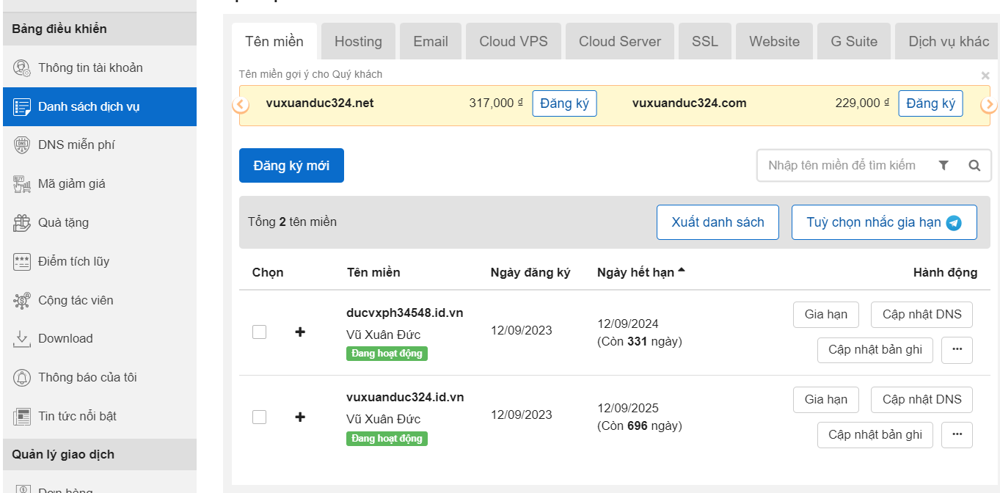 Bảng điều khiển
Thông tin tài khoản
Danh sách dịch vụ
DNS miễn phí
Mã giảm giá
Quà tặng
Điểm tích lũy
Cộng tác viên
Download
Thông báo của tôi
Tin tức nổi bật
Quản lý giao dịch
Đơn hàng
Tên miền Hosting Email Cloud VPS Cloud Server SSL Website G Suite Dịch vụ khác
Tên miền gợi ý cho Quý khách
vuxuanduc324.net 317,000 ₫ Đăng ký vuxuanduc324.com 229,000 ₫ Đăng ký
Đăng ký mới
Nhập tên miền để tìm kiếm
Tổng 2 tên miền Xuất danh sách Tuỳ chọn nhắc gia hạn
Chọn Tên miền Ngày đăng ký Ngày hết hạn Hành động
ducvxph34548.id.vn
Vũ Xuân Đức
Đang hoạt động
12/09/2023
12/09/2024
(Còn 331 ngày)
Gia hạn Cập nhật DNS
Cập nhật bản ghi ...
vuxuanduc324.id.vn
Vũ Xuân Đức
Đang hoạt động
12/09/2023
12/09/2025
(Còn 696 ngày)
Gia hạn Cập nhật DNS
Cập nhật bản ghi ...